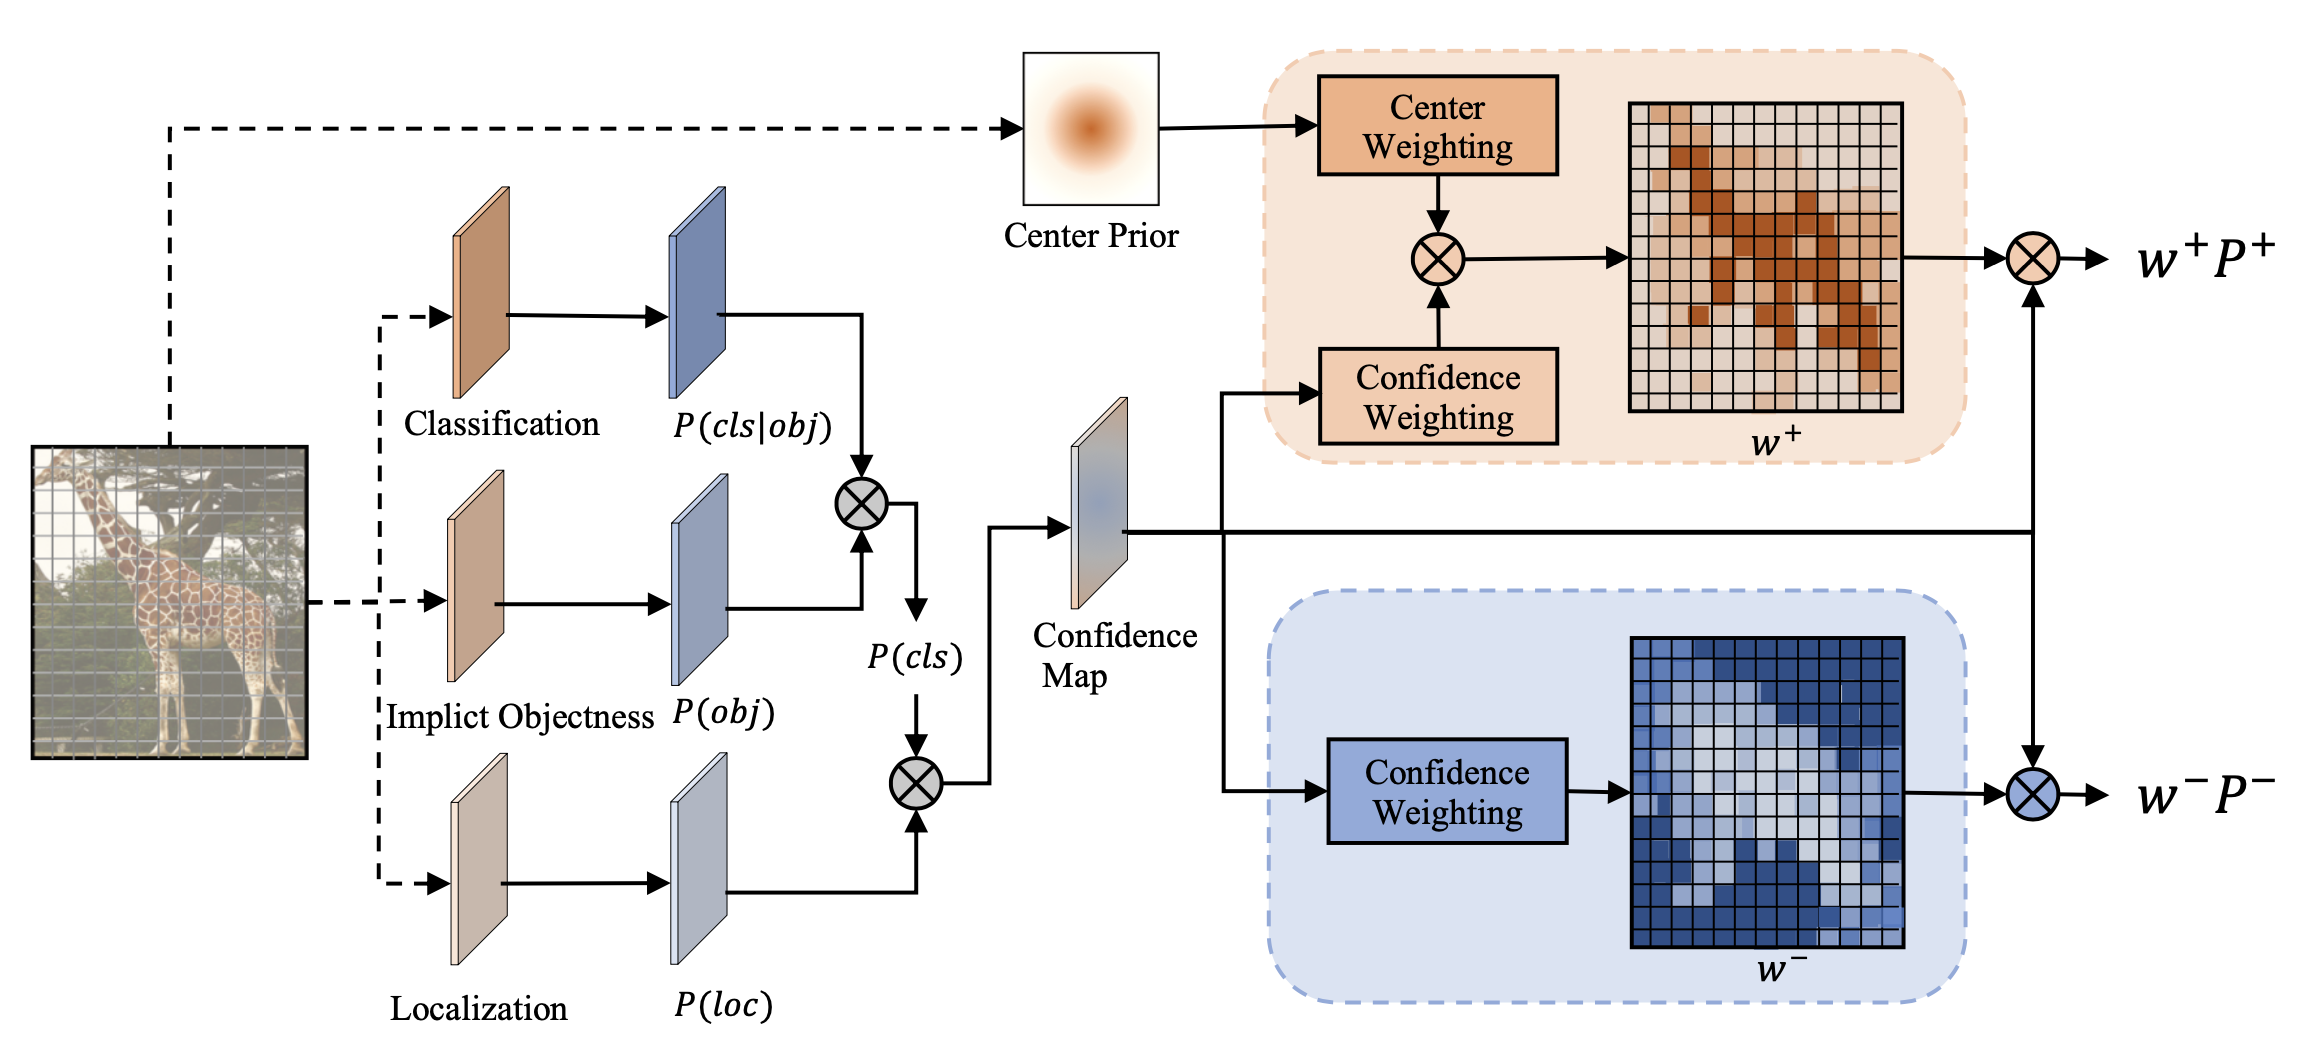 Center Prior
Center
Weighting
Confidence
Weighting
w⁺
w⁺P⁺
Classification
P(cls|obj)
Implict Objectness
P(obj)
P(cls)
Localization
P(loc)
Confidence
Map
Confidence
Weighting
w⁻
w⁻P⁻